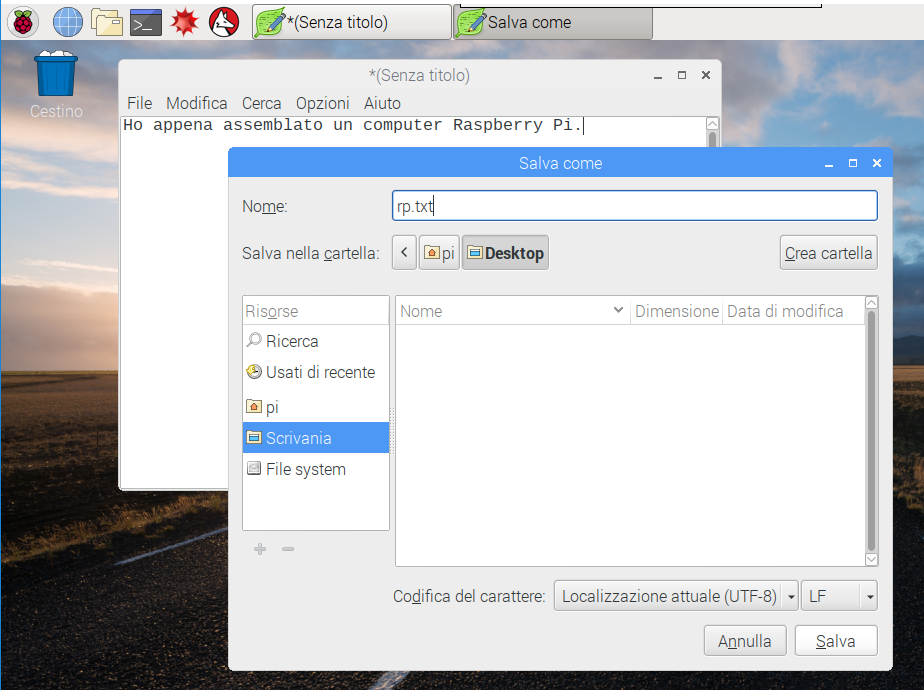 *(Senza titolo)
Salva come
Cestino
*(Senza titolo)
File Modifica Cerca Opzioni Aiuto
Ho appena assemblato un computer Raspberry Pi.
Salva come
Nome: rp.txt
Salva nella cartella: pi Desktop Crea cartella
Risorse
Nome Dimensione Data di modifica
Ricerca
Usati di recente
pi
Scrivania
File system
Codifica del carattere: Localizzazione attuale (UTF-8) LF
Annulla Salva